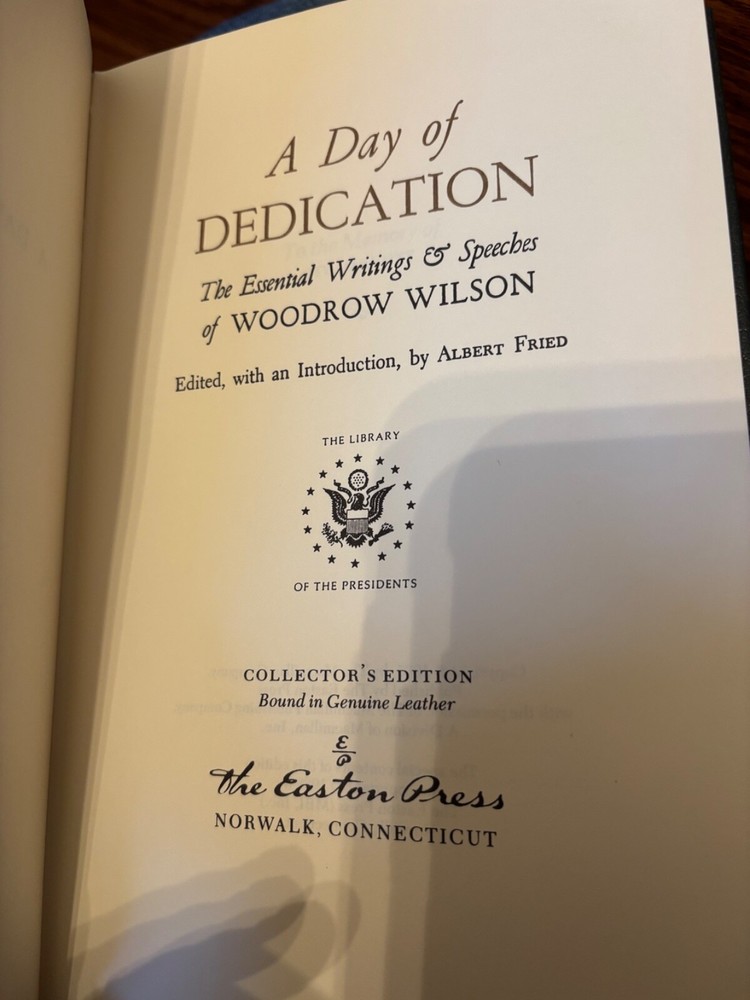 A Day of
DEDICATION
The Essential Writings & Speeches
of WOODROW WILSON
Edited, with an Introduction, by ALBERT FRIED
THE LIBRARY
OF THE PRESIDENTS
COLLECTOR'S EDITION
Bound in Genuine Leather
E
P
The Easton Press
NORWALK, CONNECTICUT